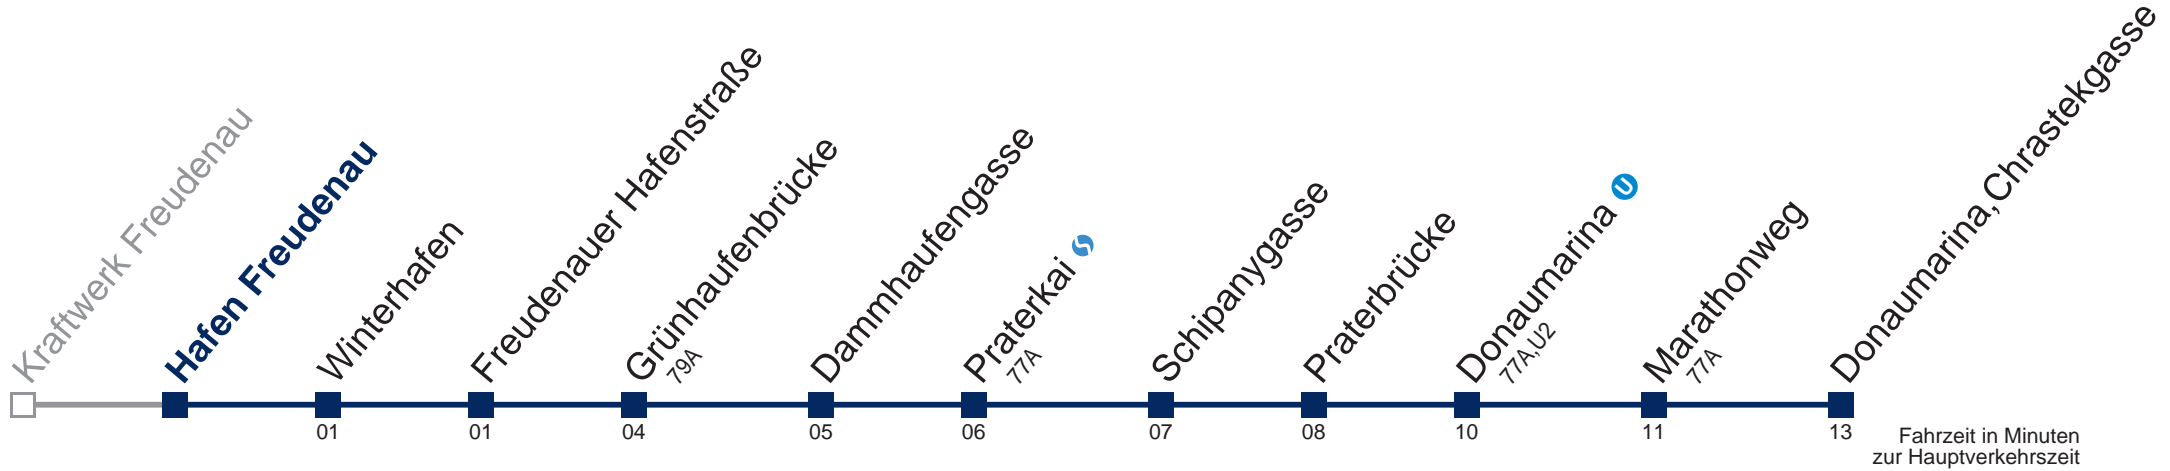 Kraftwerk Freudenau
Hafen Freudenau
Winterhafen
01
Freudenauer Hafenstraße
01
Grünhaufenbrücke
79A
04
Dammhaufengasse
05
Praterkai S
77A
06
Schipanygasse
07
Praterbrücke
08
Donaumarina U
77A,U2
10
Marathonweg
77A
11
Donaumarina,Chrastekgasse
13
Fahrzeit in Minuten
zur Hauptverkehrszeit